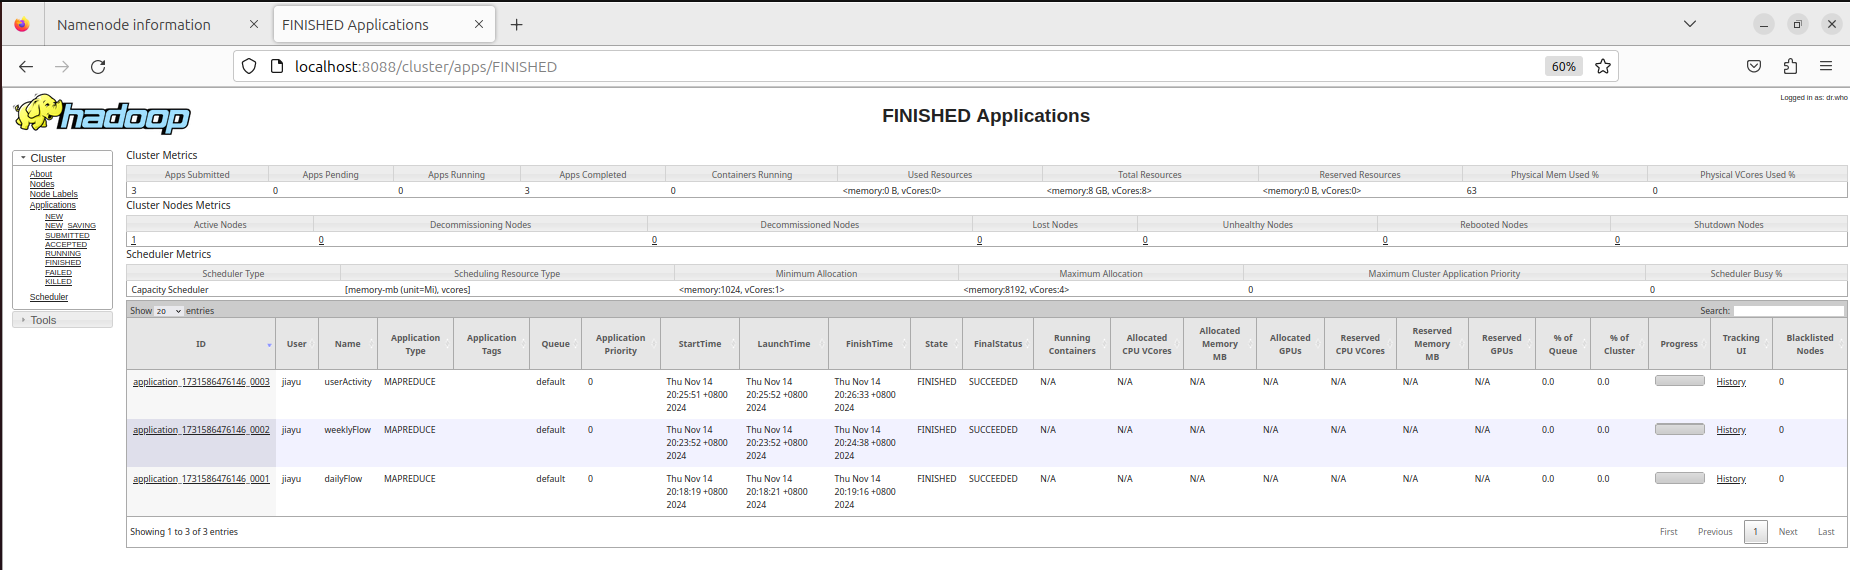 Namenode information
FINISHED Applications
localhost:8088/cluster/apps/FINISHED
60%
hadoop
FINISHED Applications
Logged in as: dr.who
Cluster
About
Nodes
Node Labels
Applications
NEW
NEW_SAVING
SUBMITTED
ACCEPTED
RUNNING
FINISHED
FAILED
KILLED
Scheduler
Tools
Cluster Metrics
Apps Submitted Apps Pending Apps Running Apps Completed Containers Running Used Resources Total Resources Reserved Resources Physical Mem Used % Physical VCores Used %
3 0 0 3 0 <memory:0 B, vCores:0> <memory:8 GB, vCores:8> <memory:0 B, vCores:0> 63 0
Cluster Nodes Metrics
Active Nodes Decommissioning Nodes Decommissioned Nodes Lost Nodes Unhealthy Nodes Rebooted Nodes Shutdown Nodes
1 0 0 0 0 0 0
Scheduler Metrics
Scheduler Type Scheduling Resource Type Minimum Allocation Maximum Allocation Maximum Cluster Application Priority Scheduler Busy %
Capacity Scheduler [memory-mb (unit=Mi), vcores] <memory:1024, vCores:1> <memory:8192, vCores:4> 0 0
Show 20 entries Search:
ID User Name Application Type Application Tags Queue Application Priority StartTime LaunchTime FinishTime State FinalStatus Running Containers Allocated CPU VCores Allocated Memory MB Allocated GPUs Reserved CPU VCores Reserved Memory MB Reserved GPUs % of Queue % of Cluster Progress Tracking UI Blacklisted Nodes
application_1731586476146_0003 jiayu userActivity MAPREDUCE default 0 Thu Nov 14 20:25:51 +0800 2024 Thu Nov 14 20:25:52 +0800 2024 Thu Nov 14 20:26:33 +0800 2024 FINISHED SUCCEEDED N/A N/A N/A N/A N/A N/A N/A 0.0 0.0 History 0
application_1731586476146_0002 jiayu weeklyFlow MAPREDUCE default 0 Thu Nov 14 20:23:52 +0800 2024 Thu Nov 14 20:23:52 +0800 2024 Thu Nov 14 20:24:38 +0800 2024 FINISHED SUCCEEDED N/A N/A N/A N/A N/A N/A N/A 0.0 0.0 History 0
application_1731586476146_0001 jiayu dailyFlow MAPREDUCE default 0 Thu Nov 14 20:18:19 +0800 2024 Thu Nov 14 20:18:21 +0800 2024 Thu Nov 14 20:19:16 +0800 2024 FINISHED SUCCEEDED N/A N/A N/A N/A N/A N/A N/A 0.0 0.0 History 0
Showing 1 to 3 of 3 entries First Previous 1 Next Last